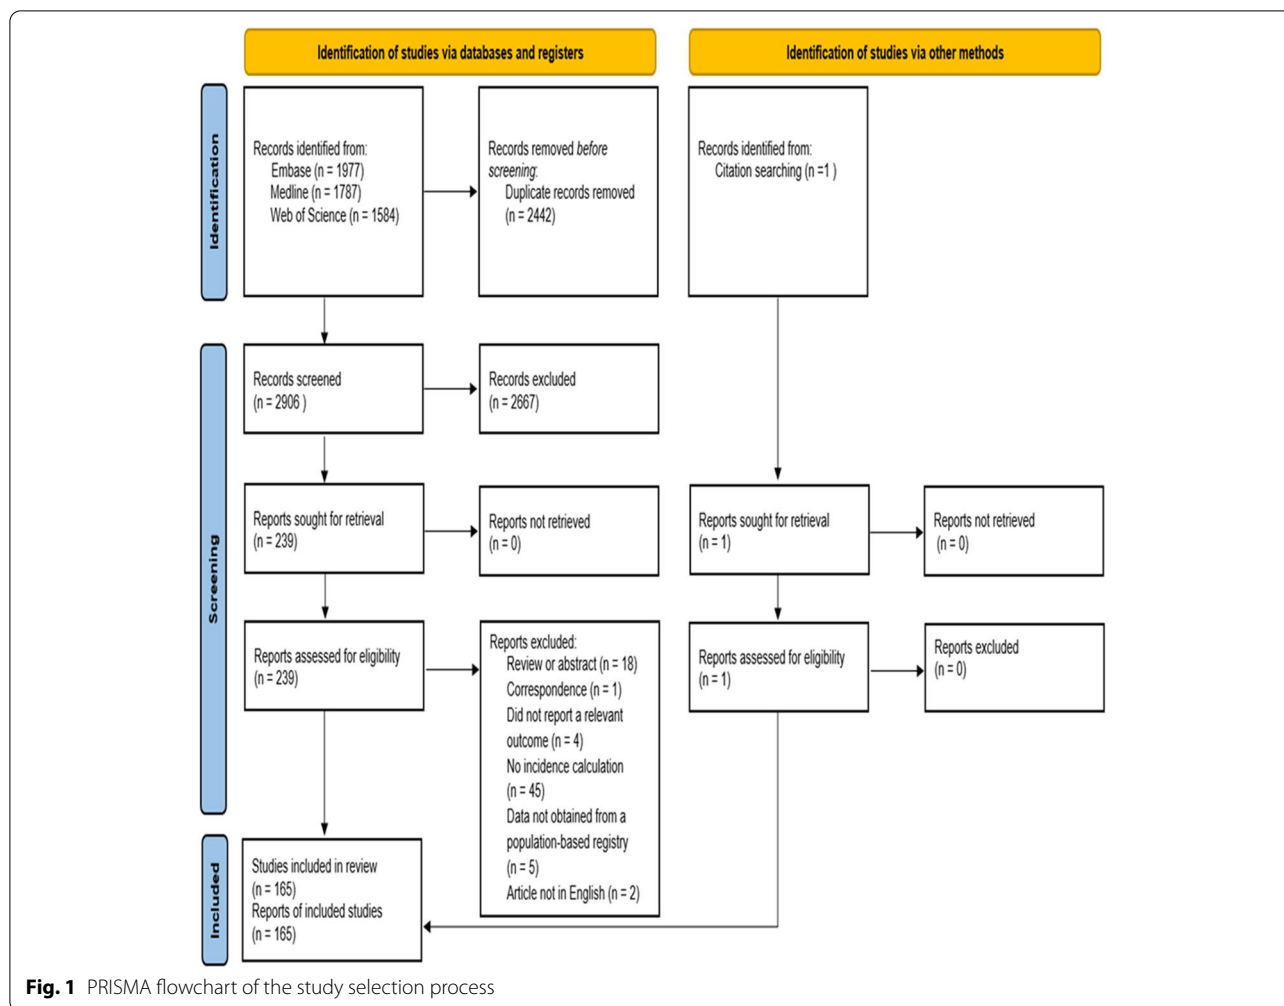 Identification of studies via databases and registers
Identification of studies via other methods
Identification
Records identified from:
Embase (n = 1977)
Medline (n = 1787)
Web of Science (n = 1584)
Records removed before
screening:
Duplicate records removed
(n = 2442)
Records identified from:
Citation searching (n =1 )
Screening
Records screened
(n = 2906 )
Records excluded
(n = 2667)
Reports sought for retrieval
(n = 239)
Reports not retrieved
(n = 0)
Reports sought for retrieval
(n = 1)
Reports not retrieved
(n = 0)
Reports assessed for eligibility
(n = 239)
Reports excluded:
Review or abstract (n = 18)
Correspondence (n = 1)
Did not report a relevant
outcome (n = 4)
No incidence calculation
(n = 45)
Data not obtained from a
population-based registry
(n = 5)
Article not in English (n = 2)
Reports assessed for eligibility
(n = 1)
Reports excluded
(n = 0)
Included
Studies included in review
(n = 165)
Reports of included studies
(n = 165)
Fig. 1 PRISMA flowchart of the study selection process